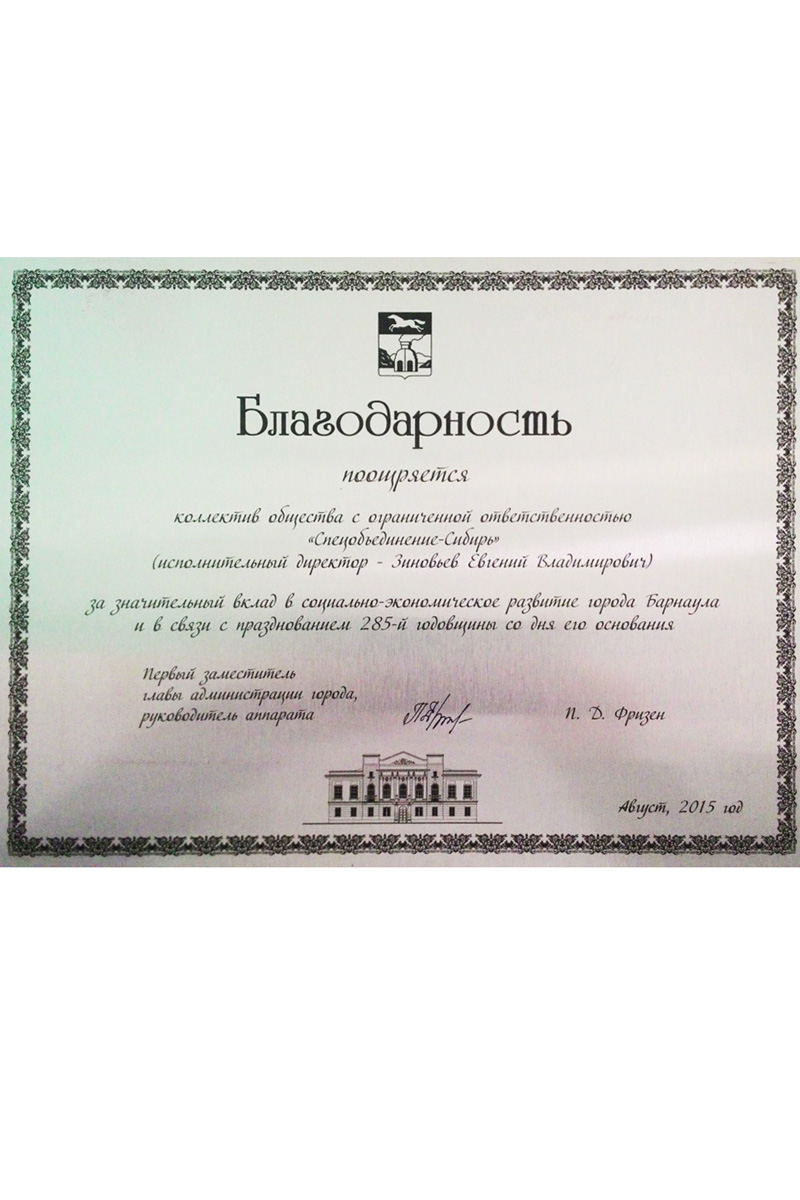 Благодарность
поощряется
коллектив общества с ограниченной ответственностью
«Спецобъединение-Сибирь»
(исполнительный директор - Зиновьев Евгений Владимирович)
за значительный вклад в социально-экономическое развитие города Барнаула
и в связи с празднованием 285-й годовщины со дня его основания
Первый заместитель
главы администрации города,
руководитель аппарата
П. Д. Фризен
Август, 2015 год